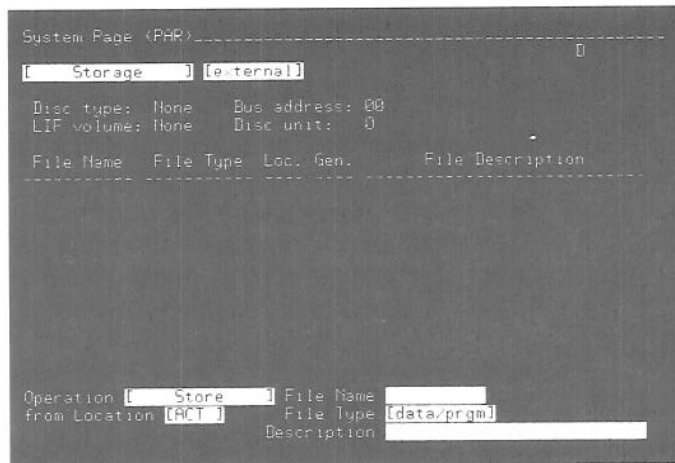 System Page (PAR)
D
[ Storage ] [external]
Disc type: None Bus address: 00
LIF volume: None Disc unit: 0
File Name File Type Loc. Gen. File Description
Operation [ Store ] File Name
from Location [ACT ] File Type [data/prgm]
Description